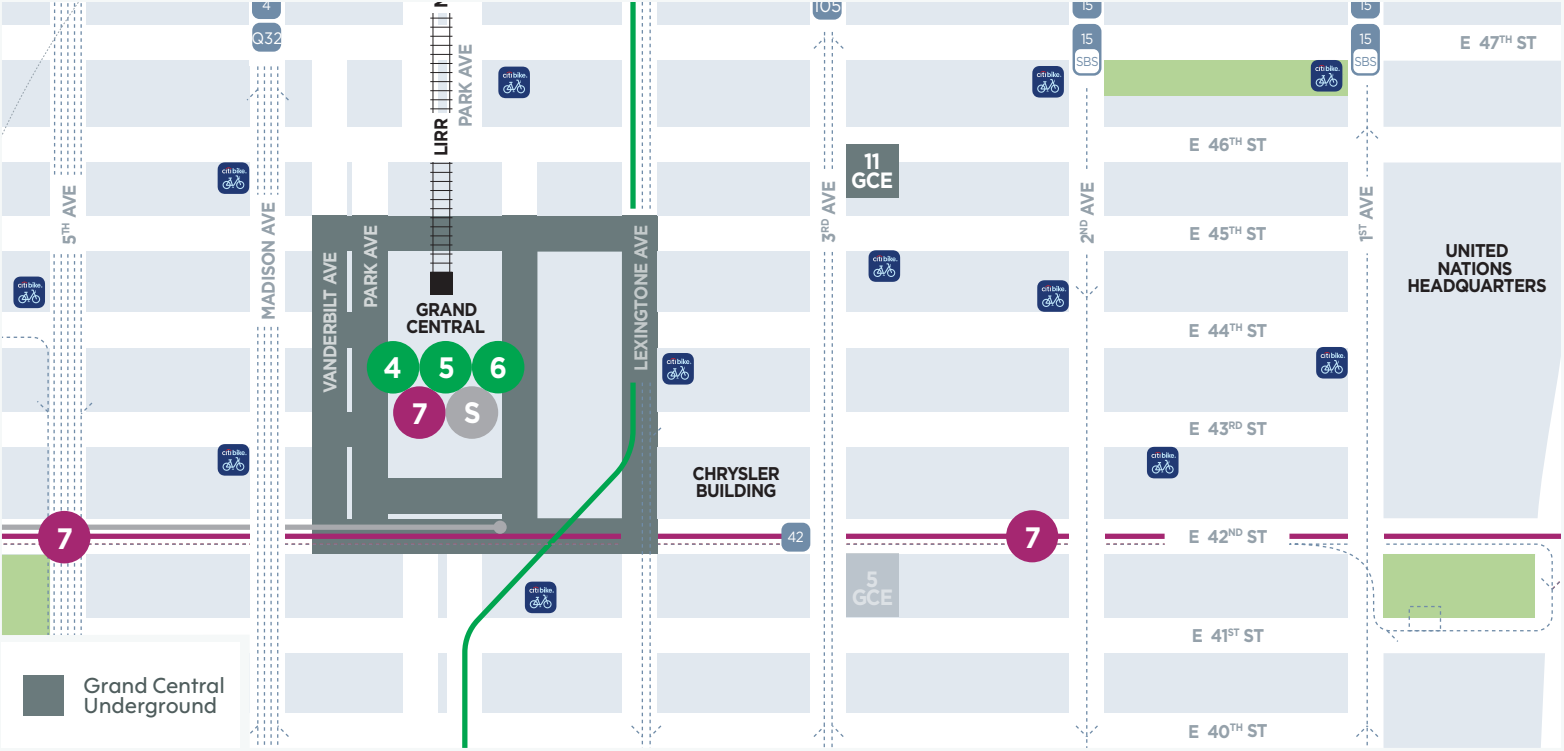 4
Q32
LIRR
PARK AVE
105
15
15
SBS
15
15
SBS
E 47TH ST
citibike.
citibike.
citibike.
E 46TH ST
citibike.
11
GCE
5TH AVE
MADISON AVE
VANDERBILT AVE
PARK AVE
LEXINGTONE AVE
3RD AVE
2ND AVE
1ST AVE
E 45TH ST
UNITED
NATIONS
HEADQUARTERS
citibike.
citibike.
citibike.
GRAND
CENTRAL
E 44TH ST
4
5
6
7
S
citibike.
citibike.
E 43RD ST
citibike.
citibike.
CHRYSLER
BUILDING
7
42
7
E 42ND ST
5
GCE
citibike.
E 41ST ST
Grand Central
Underground
E 40TH ST